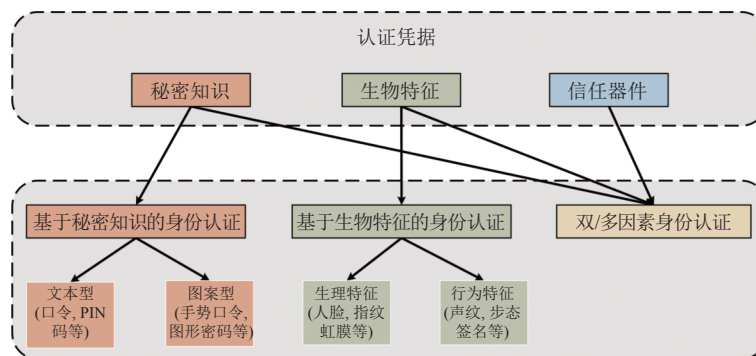 认证凭据
秘密知识
生物特征
信任器件
基于秘密知识的身份认证
基于生物特征的身份认证
双/多因素身份认证
文本型
(口令, PIN
码等)
图案型
(手势口令,
图形密码等)
生理特征
(人脸, 指纹
虹膜等)
行为特征
(声纹, 步态
签名等)